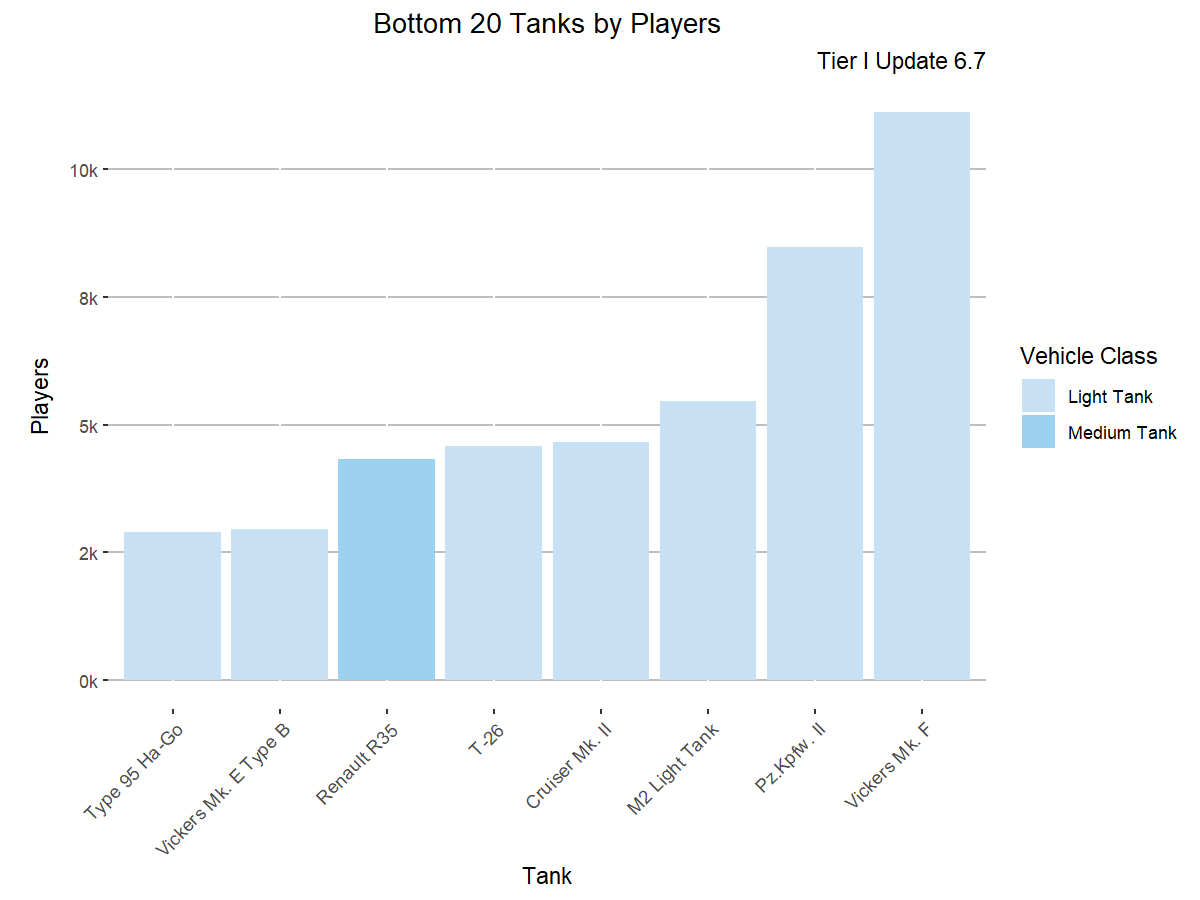 Bottom 20 Tanks by Players
Tier I Update 6.7
Players
10k
8k
5k
2k
0k
Type 95 Ha-Go
Vickers Mk. E Type B
Renault R35
T-26
Cruiser Mk. II
M2 Light Tank
Pz.Kpfw. II
Vickers Mk. F
Tank
Vehicle Class
Light Tank
Medium Tank